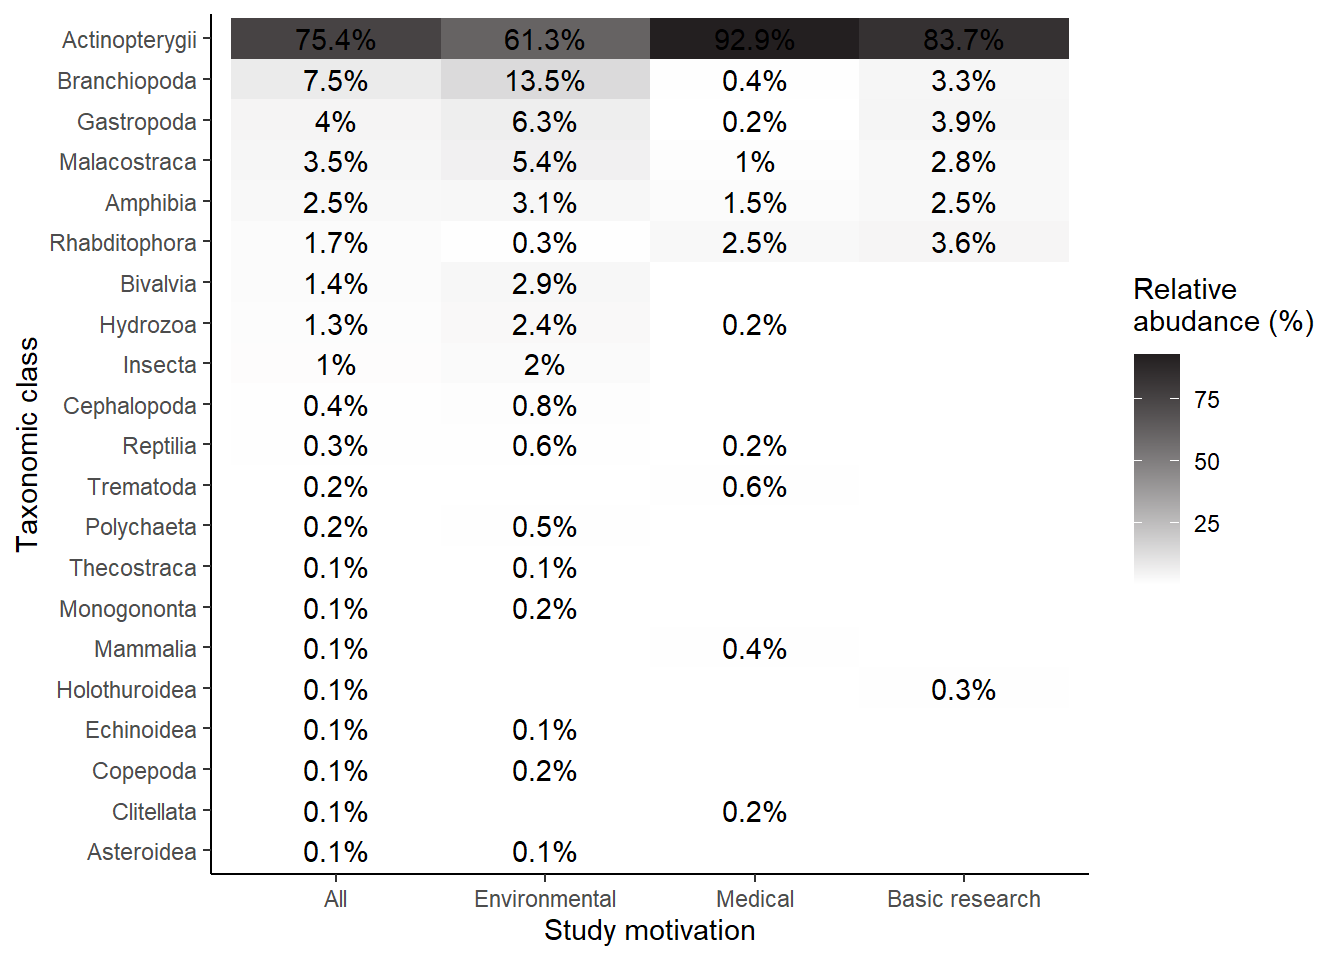 Actinopterygii 75.4% 61.3% 92.9% 83.7%
Branchiopoda 7.5% 13.5% 0.4% 3.3%
Gastropoda 4% 6.3% 0.2% 3.9%
Malacostraca 3.5% 5.4% 1% 2.8%
Amphibia 2.5% 3.1% 1.5% 2.5%
Rhabditophora 1.7% 0.3% 2.5% 3.6%
Bivalvia 1.4% 2.9%
Hydrozoa 1.3% 2.4% 0.2%
Insecta 1% 2%
Cephalopoda 0.4% 0.8%
Reptilia 0.3% 0.6% 0.2%
Trematoda 0.2% 0.6%
Polychaeta 0.2% 0.5%
Thecostraca 0.1% 0.1%
Monogononta 0.1% 0.2%
Mammalia 0.1% 0.4%
Holothuroidea 0.1% 0.3%
Echinoidea 0.1% 0.1%
Copepoda 0.1% 0.2%
Clitellata 0.1% 0.2%
Asteroidea 0.1% 0.1%
All Environmental Medical Basic research
Study motivation
Taxonomic class
Relative
abudance (%)
75
50
25